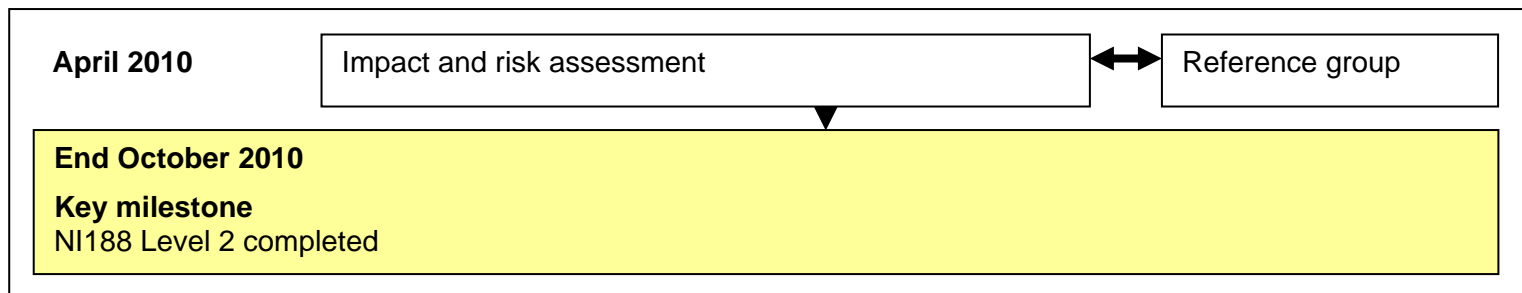 April 2010
Impact and risk assessment
Reference group
End October 2010
Key milestone
NI188 Level 2 completed